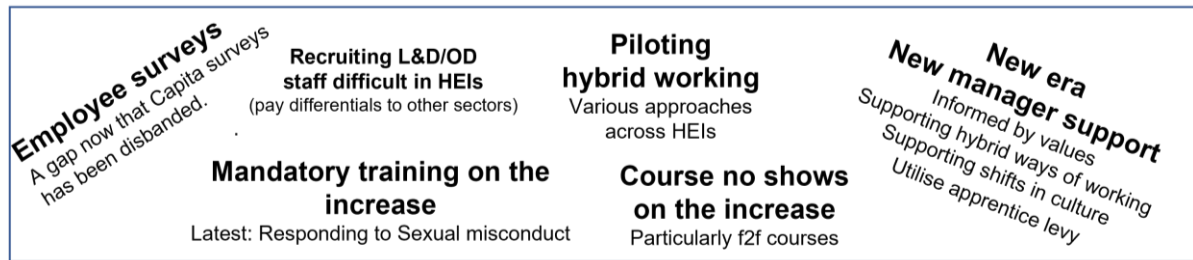 Employee surveys
A gap now that Capita surveys
has been disbanded.
Recruiting L&D/OD
staff difficult in HEIs
(pay differentials to other sectors)
.
Piloting
hybrid working
Various approaches
across HEIs
New era
New manager support
Informed by values
Supporting hybrid ways of working
Supporting shifts in culture
Utilise apprentice levy
Mandatory training on the
increase
Latest: Responding to Sexual misconduct
Course no shows
on the increase
Particularly f2f courses